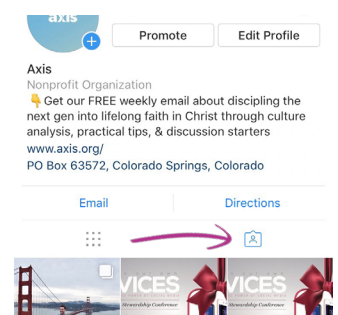 axis
Promote
Edit Profile
Axis
Nonprofit Organization
👇Get our FREE weekly email about discipling the
next gen into lifelong faith in Christ through culture
analysis, practical tips, & discussion starters
www.axis.org/
PO Box 63572, Colorado Springs, Colorado
Email
Directions
VICES
Stewardship Conference
VICES
Stewardship Conference